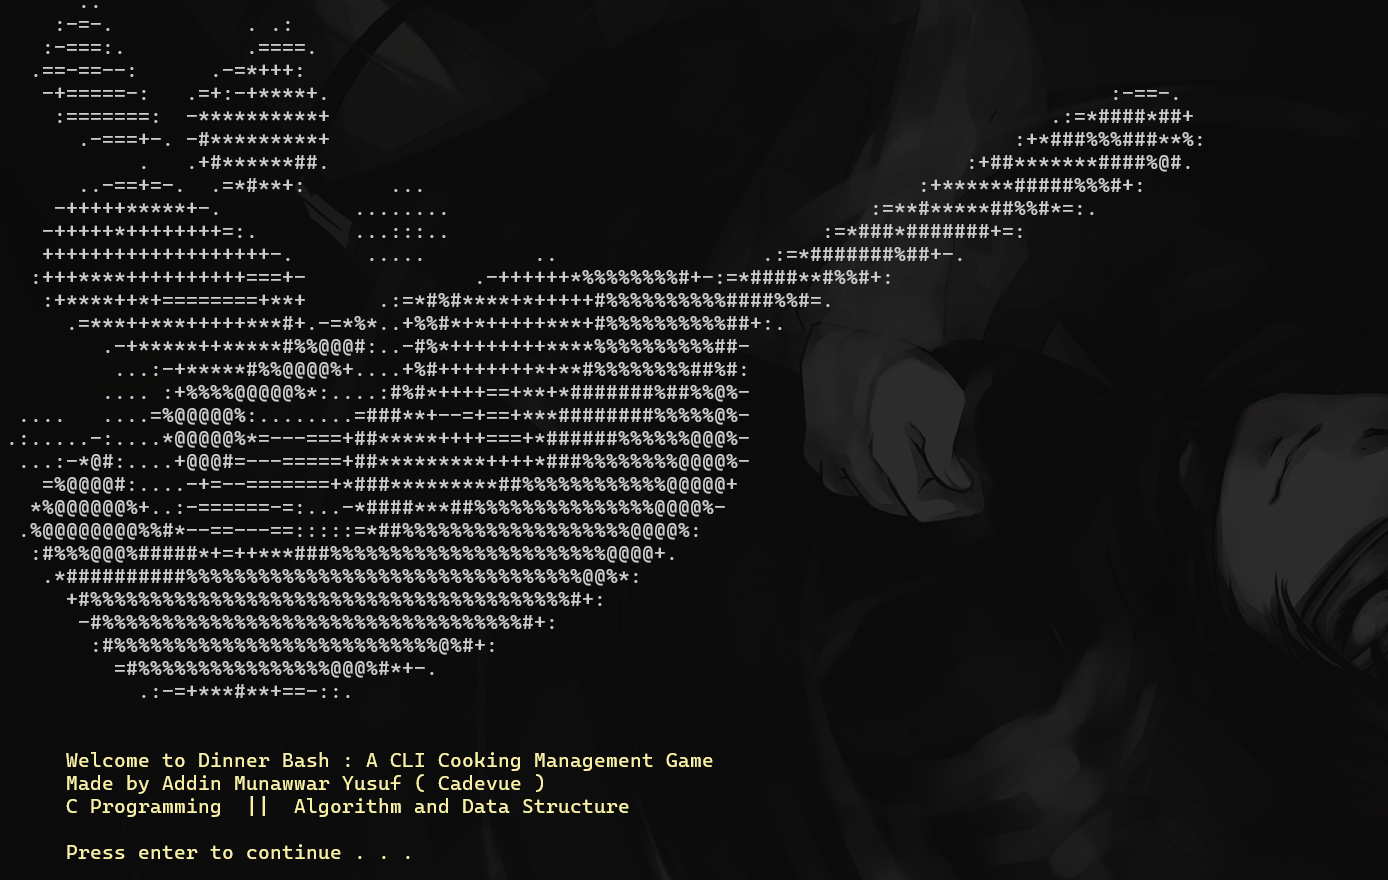 Welcome to Dinner Bash : A CLI Cooking Management Game
Made by Addin Munawwar Yusuf ( Cadevue )
C Programming  ||  Algorithm and Data Structure
Press enter to continue . . .